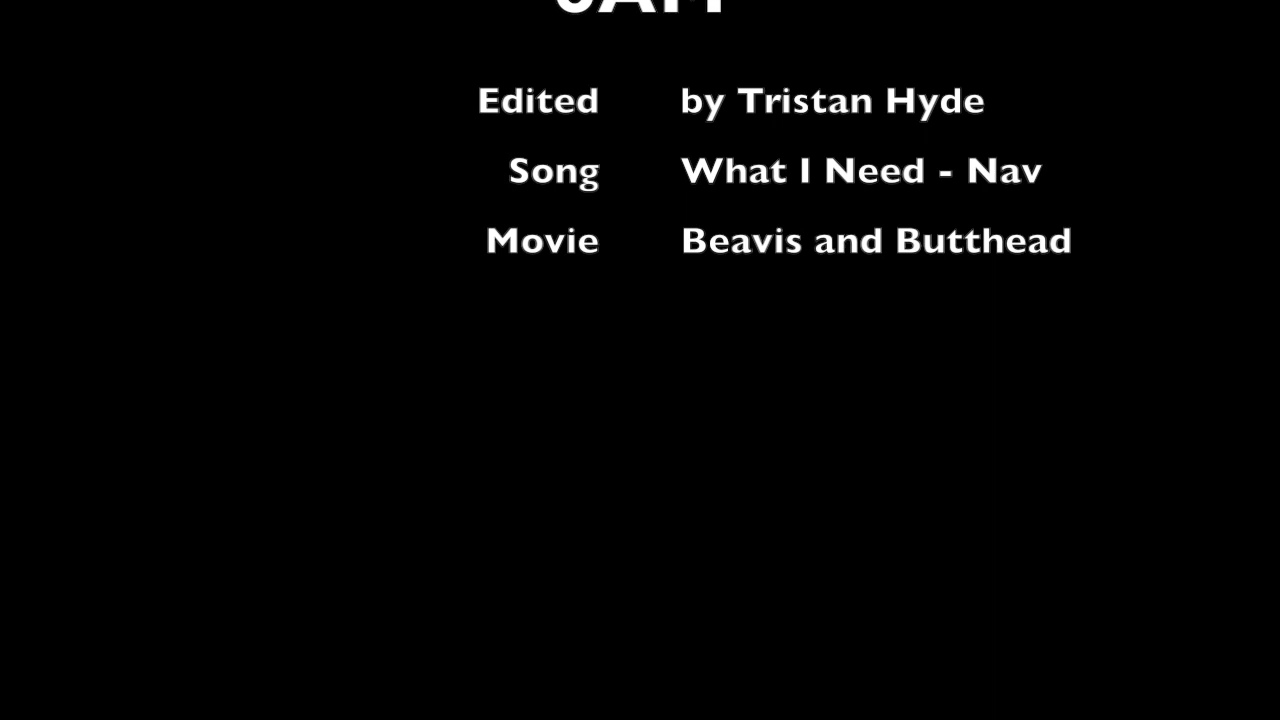 Edited by Tristan Hyde
Song What I Need - Nav
Movie Beavis and Butthead